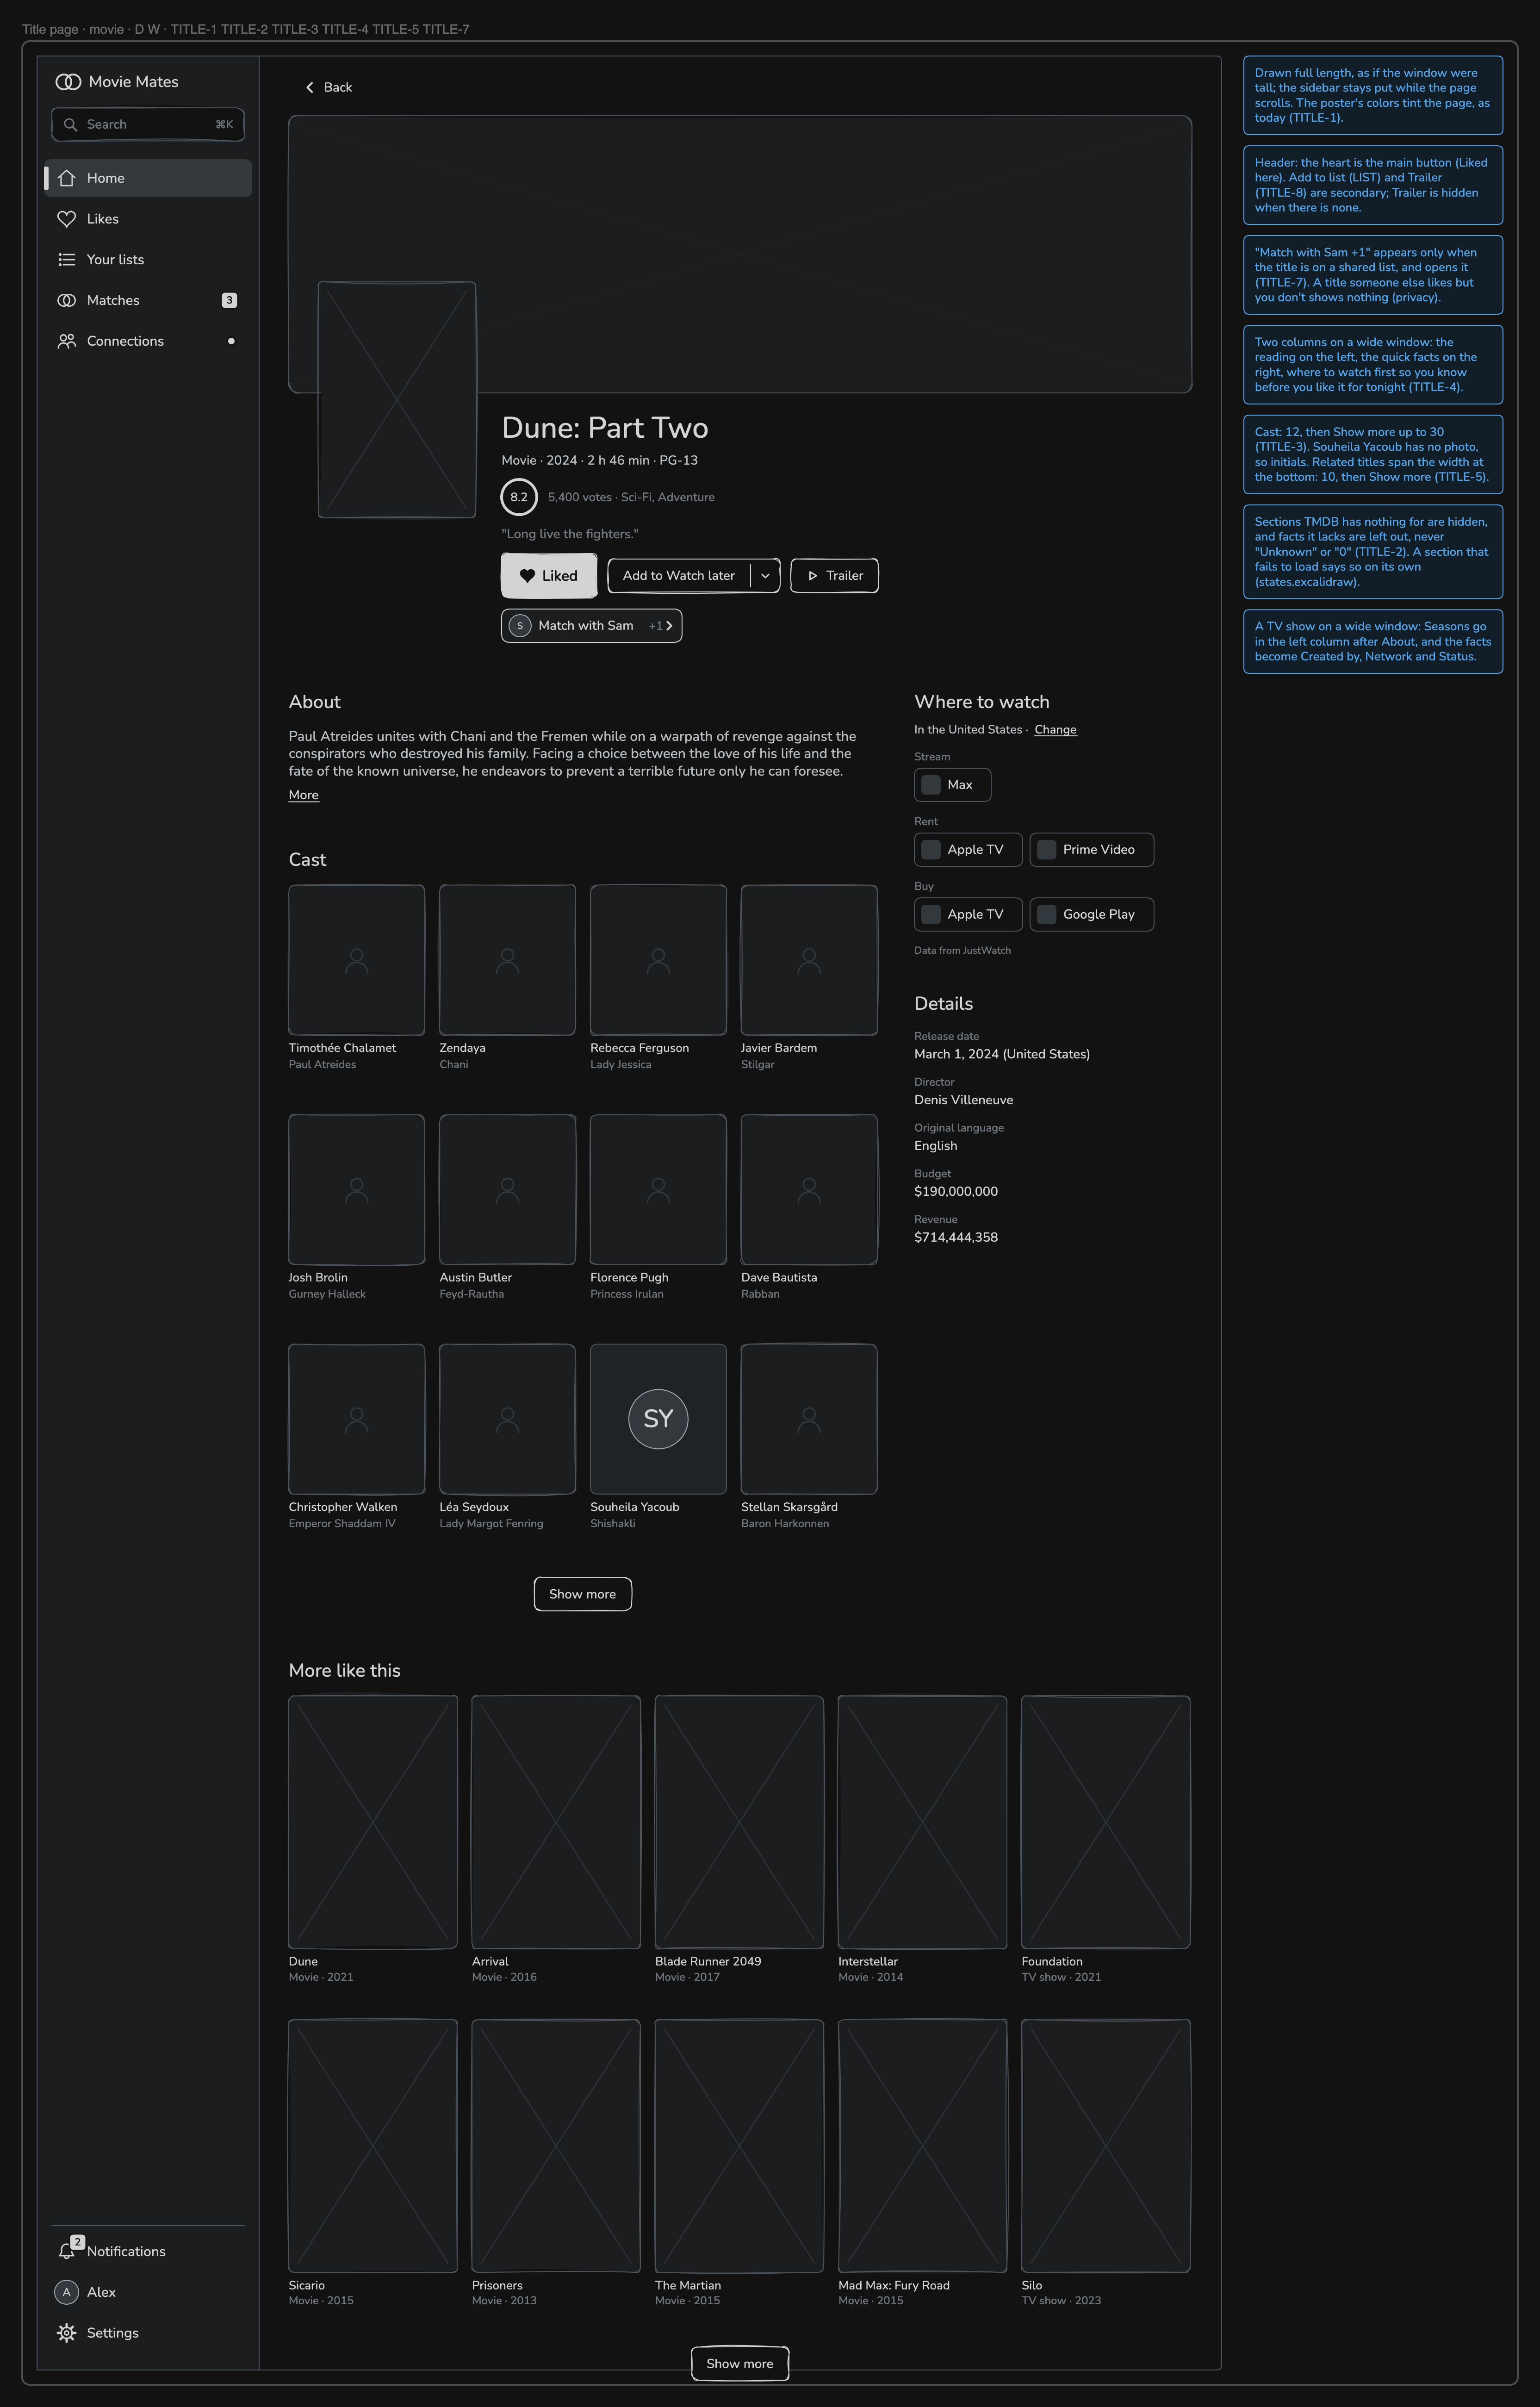 Title page · movie · D W · TITLE-1 TITLE-2 TITLE-3 TITLE-4 TITLE-5 TITLE-7
Movie Mates
Search ⌘K
Home
Likes
Your lists
Matches 3
Connections
2
Notifications
A Alex
Settings
Back
Dune: Part Two
Movie · 2024 · 2 h 46 min · PG-13
8.2 5,400 votes · Sci-Fi, Adventure
"Long live the fighters."
Liked Add to Watch later Trailer
S Match with Sam +1
About
Paul Atreides unites with Chani and the Fremen while on a warpath of revenge against the
conspirators who destroyed his family. Facing a choice between the love of his life and the
fate of the known universe, he endeavors to prevent a terrible future only he can foresee.
More
Cast
Timothée Chalamet
Paul Atreides
Zendaya
Chani
Rebecca Ferguson
Lady Jessica
Javier Bardem
Stilgar
Josh Brolin
Gurney Halleck
Austin Butler
Feyd-Rautha
Florence Pugh
Princess Irulan
Dave Bautista
Rabban
Christopher Walken
Emperor Shaddam IV
Léa Seydoux
Lady Margot Fenring
SY
Souheila Yacoub
Shishakli
Stellan Skarsgård
Baron Harkonnen
Show more
Where to watch
In the United States · Change
Stream
Max
Rent
Apple TV Prime Video
Buy
Apple TV Google Play
Data from JustWatch
Details
Release date
March 1, 2024 (United States)
Director
Denis Villeneuve
Original language
English
Budget
$190,000,000
Revenue
$714,444,358
More like this
Dune
Movie · 2021
Arrival
Movie · 2016
Blade Runner 2049
Movie · 2017
Interstellar
Movie · 2014
Foundation
TV show · 2021
Sicario
Movie · 2015
Prisoners
Movie · 2013
The Martian
Movie · 2015
Mad Max: Fury Road
Movie · 2015
Silo
TV show · 2023
Show more
Drawn full length, as if the window were
tall; the sidebar stays put while the page
scrolls. The poster's colors tint the page, as
today (TITLE-1).
Header: the heart is the main button (Liked
here). Add to list (LIST) and Trailer
(TITLE-8) are secondary; Trailer is hidden
when there is none.
"Match with Sam +1" appears only when
the title is on a shared list, and opens it
(TITLE-7). A title someone else likes but
you don't shows nothing (privacy).
Two columns on a wide window: the
reading on the left, the quick facts on the
right, where to watch first so you know
before you like it for tonight (TITLE-4).
Cast: 12, then Show more up to 30
(TITLE-3). Souheila Yacoub has no photo,
so initials. Related titles span the width at
the bottom: 10, then Show more (TITLE-5).
Sections TMDB has nothing for are hidden,
and facts it lacks are left out, never
"Unknown" or "0" (TITLE-2). A section that
fails to load says so on its own
(states.excalidraw).
A TV show on a wide window: Seasons go
in the left column after About, and the facts
become Created by, Network and Status.